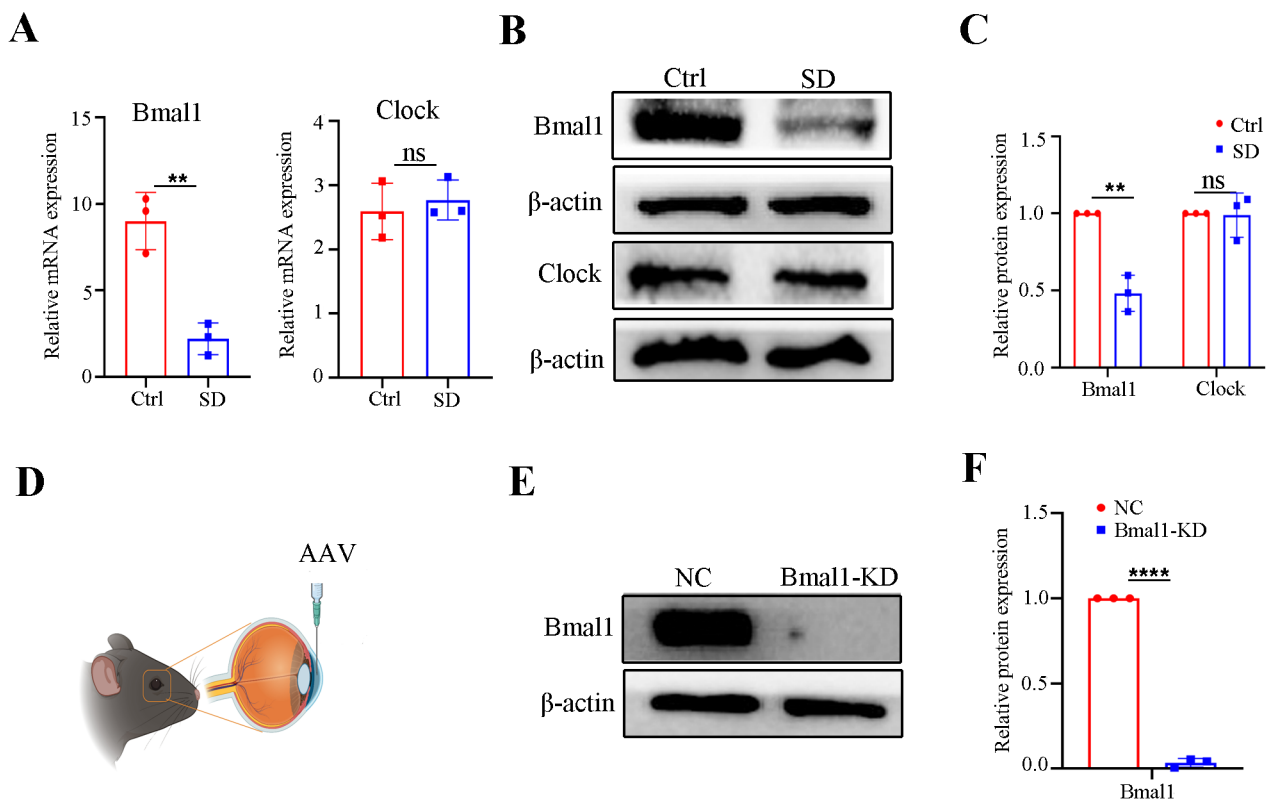 A
Bmal1
Relative mRNA expression
15
10
5
0
**
Ctrl
SD
Clock
Relative mRNA expression
4
3
2
1
0
ns
Ctrl
SD
B
Ctrl SD
Bmal1
β-actin
Clock
β-actin
C
Ctrl
SD
Relative protein expression
1.5
1.0
0.5
0.0
**
ns
Bmal1
Clock
D
AAV
E
NC Bmal1-KD
Bmal1
β-actin
F
NC
Bmal1-KD
Relative protein expression
1.5
1.0
0.5
0.0
****
Bmal1